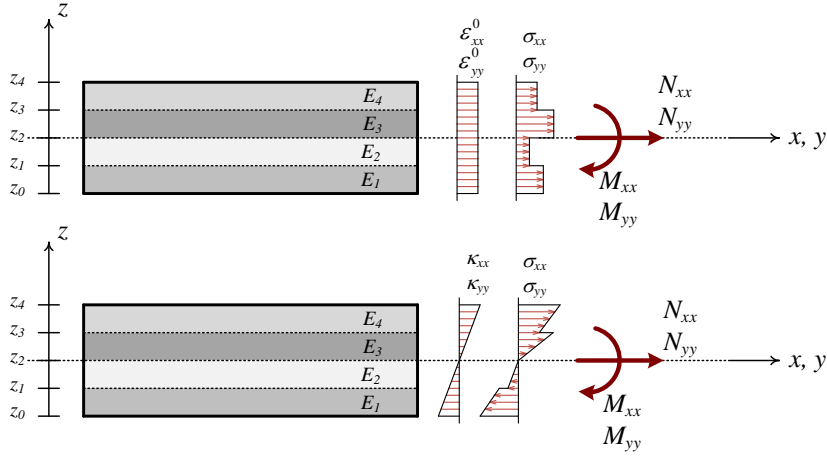 z
ε⁰xx
ε⁰yy
σxx
σyy
z4
z3
z2
z1
z0
E4
E3
E2
E1
Nxx
Nyy
x, y
Mxx
Myy
z
κxx
κyy
σxx
σyy
z4
z3
z2
z1
z0
E4
E3
E2
E1
Nxx
Nyy
x, y
Mxx
Myy